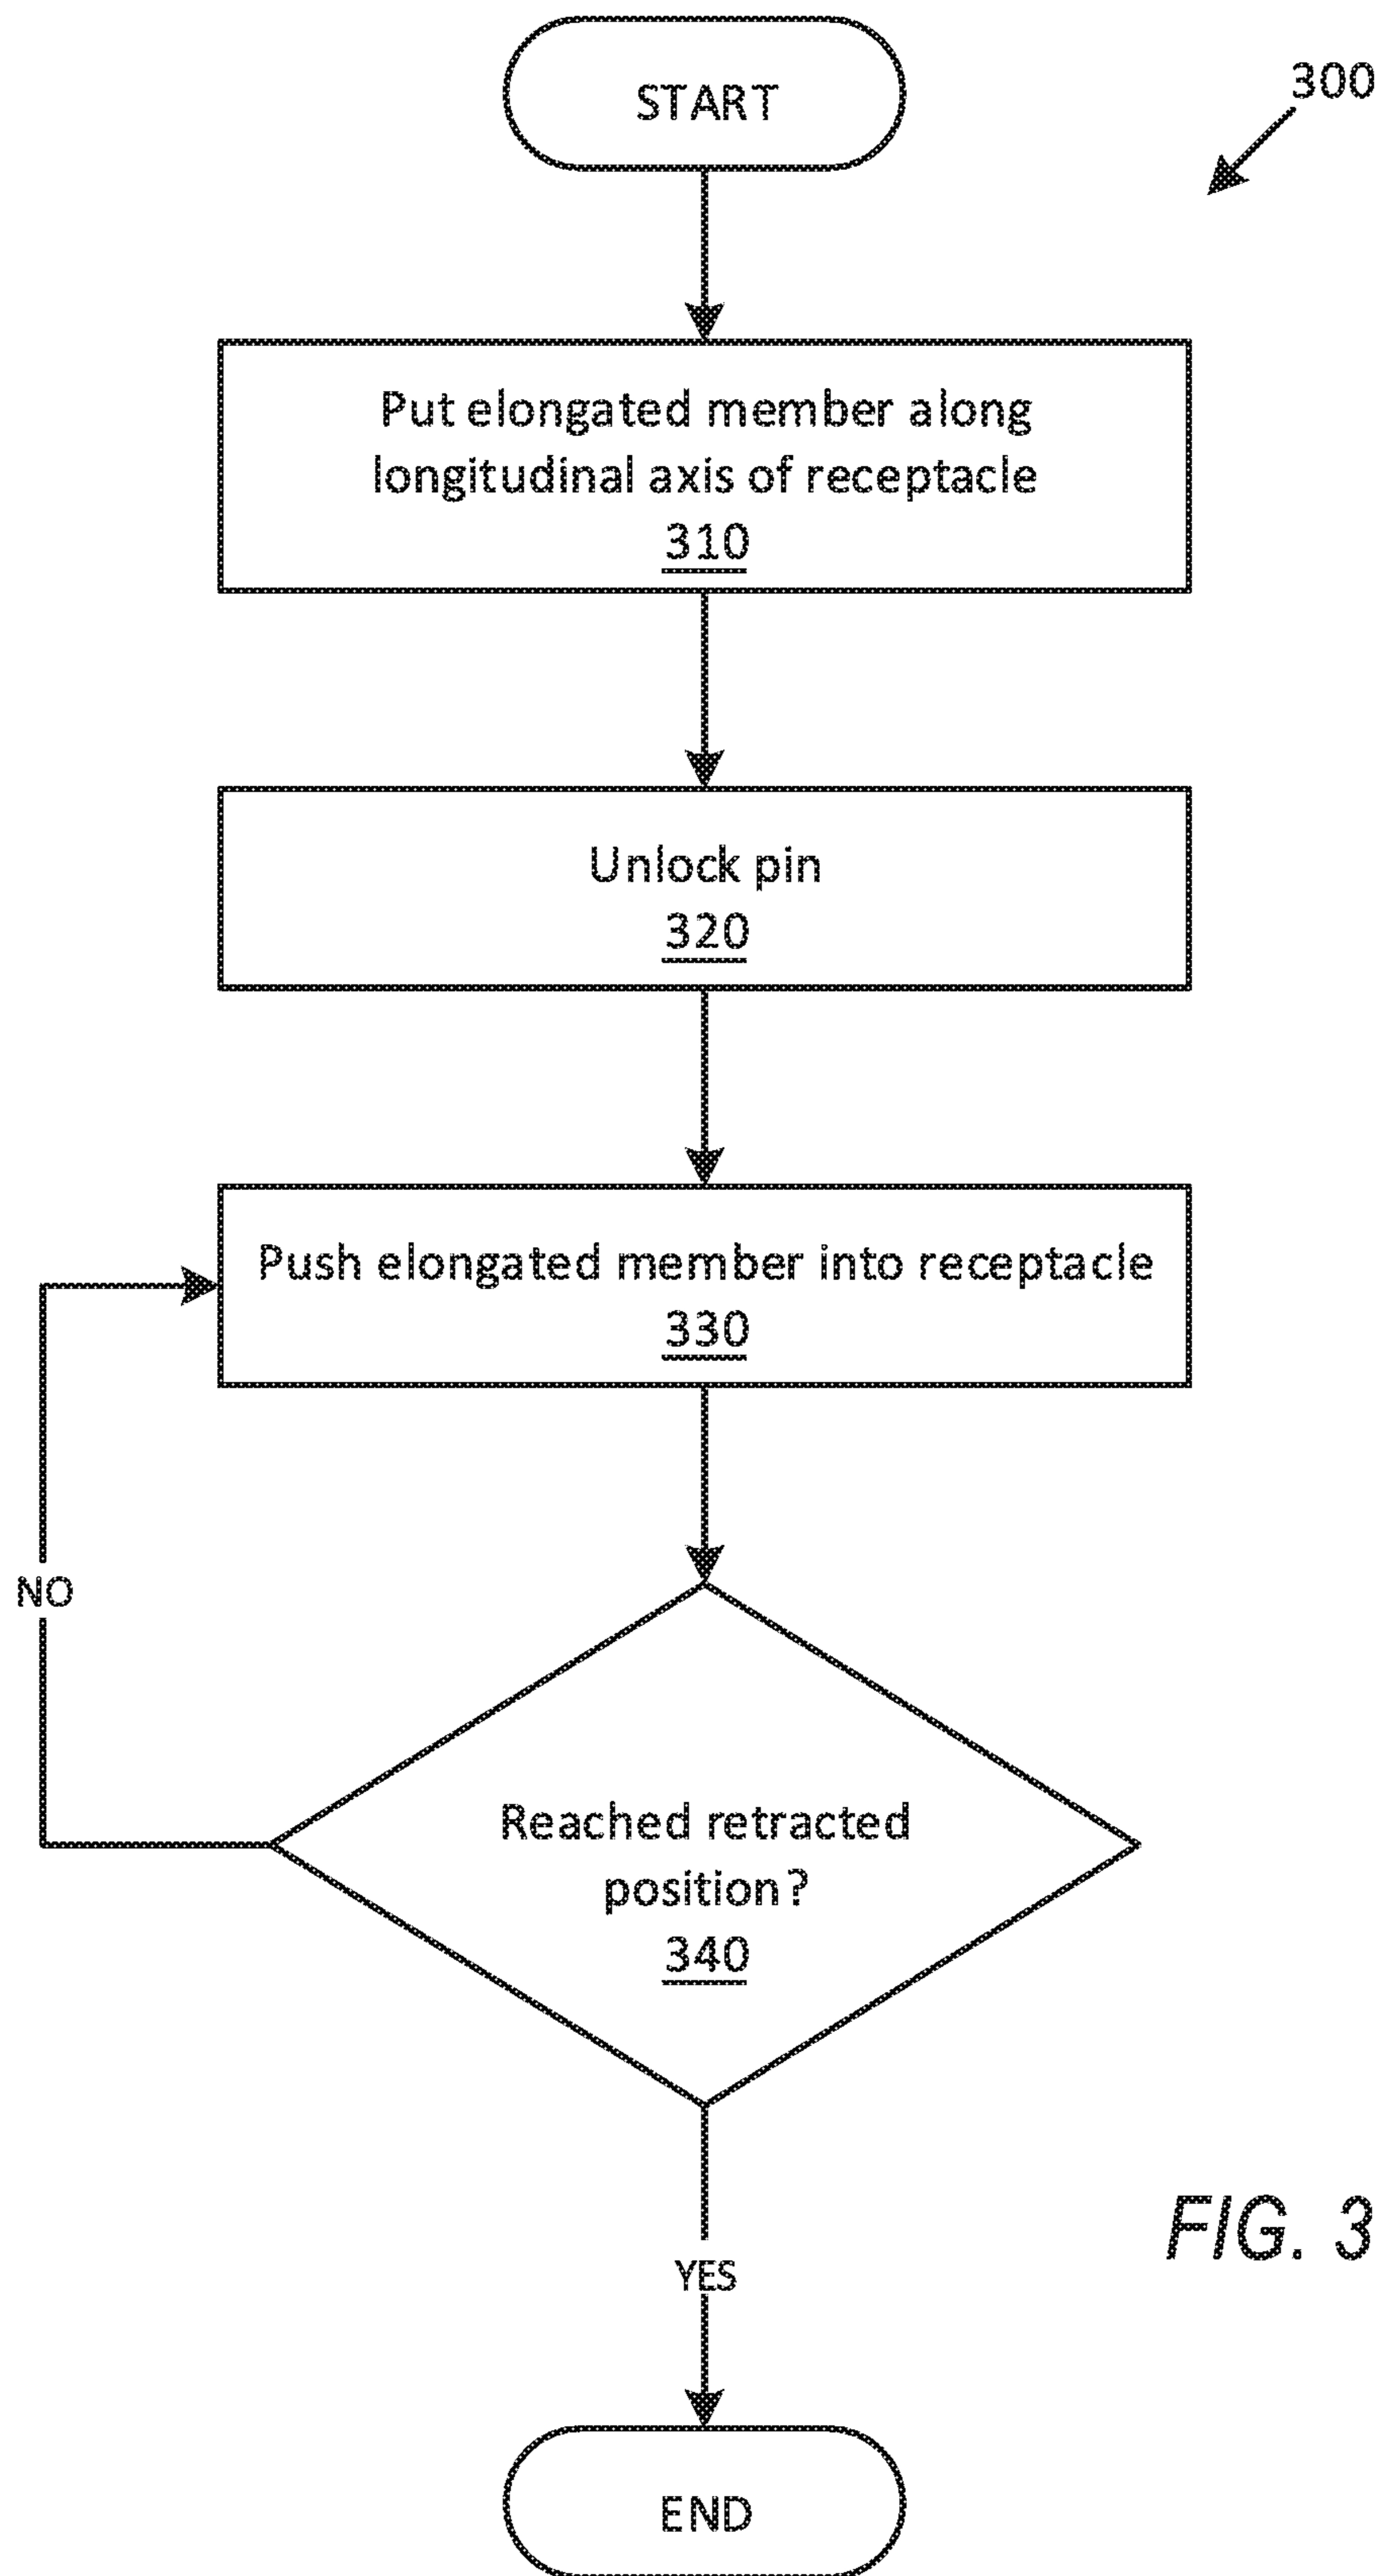 START
300
Put elongated member along
longitudinal axis of receptacle
310
Unlock pin
320
Push elongated member into receptacle
330
NO
Reached retracted
position?
340
YES
FIG. 3
END